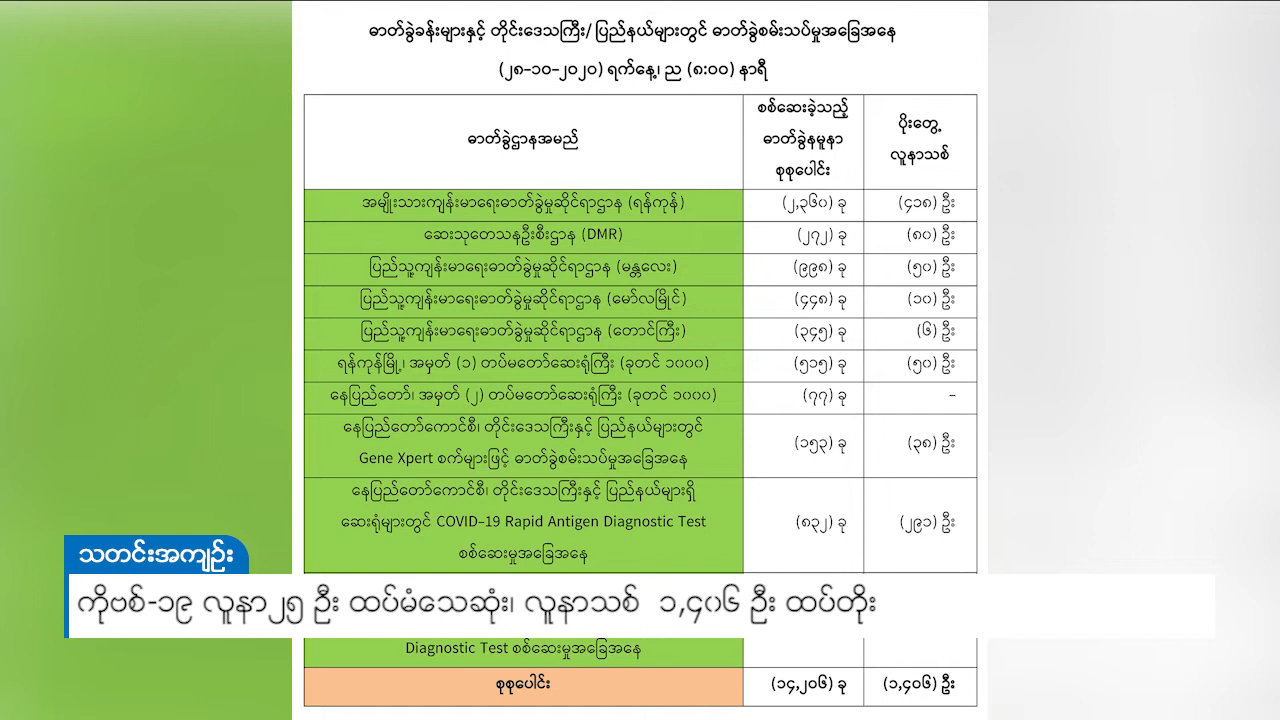 ဓာတ်ခွဲခန်းများနှင့် တိုင်းဒေသကြီး/ ပြည်နယ်များတွင် ဓာတ်ခွဲစမ်းသပ်မှုအခြေအနေ
(၂၈-၁၀-၂၀၂၀) ရက်နေ့၊ ည (၈:၀၀) နာရီ
ဓာတ်ခွဲဌာနအမည်
စစ်ဆေးခဲ့သည့်
ဓာတ်ခွဲနမူနာ
စုစုပေါင်း
ပိုးတွေ့
လူနာသစ်
အမျိုးသားကျန်းမာရေးဓာတ်ခွဲမှုဆိုင်ရာဌာန (ရန်ကုန်) (၂,၃၆၀) ခု (၄၁၈) ဦး
ဆေးသုတေသနဦးစီးဌာန (DMR) (၂၇၂) ခု (၈၀) ဦး
ပြည်သူ့ကျန်းမာရေးဓာတ်ခွဲမှုဆိုင်ရာဌာန (မန္တလေး) (၉၉၈) ခု (၅၀) ဦး
ပြည်သူ့ကျန်းမာရေးဓာတ်ခွဲမှုဆိုင်ရာဌာန (မော်လမြိုင်) (၄၄၈) ခု (၁၀) ဦး
ပြည်သူ့ကျန်းမာရေးဓာတ်ခွဲမှုဆိုင်ရာဌာန (တောင်ကြီး) (၃၄၅) ခု (၆) ဦး
ရန်ကုန်မြို့၊ အမှတ် (၁) တပ်မတော်ဆေးရုံကြီး (ခုတင် ၁၀၀၀) (၅၁၅) ခု (၅၀) ဦး
နေပြည်တော်၊ အမှတ် (၂) တပ်မတော်ဆေးရုံကြီး (ခုတင် ၁၀၀၀) (၇၇) ခု -
နေပြည်တော်ကောင်စီ၊ တိုင်းဒေသကြီးနှင့် ပြည်နယ်များတွင်
Gene Xpert စက်များဖြင့် ဓာတ်ခွဲစမ်းသပ်မှုအခြေအနေ
(၁၅၃) ခု (၃၈) ဦး
နေပြည်တော်ကောင်စီ၊ တိုင်းဒေသကြီးနှင့် ပြည်နယ်များရှိ
ဆေးရုံများတွင် COVID-19 Rapid Antigen Diagnostic Test
စစ်ဆေးမှုအခြေအနေ
(၈၃၂) ခု (၂၉၁) ဦး
သတင်းအကျဉ်း
ကိုဗစ်-၁၉ လူနာ၂၅ ဦး ထပ်မံသေဆုံး၊ လူနာသစ် ၁,၄၀၆ ဦး ထပ်တိုး
Diagnostic Test စစ်ဆေးမှုအခြေအနေ
စုစုပေါင်း (၁၄,၂၀၆) ခု (၁,၄၀၆) ဦး